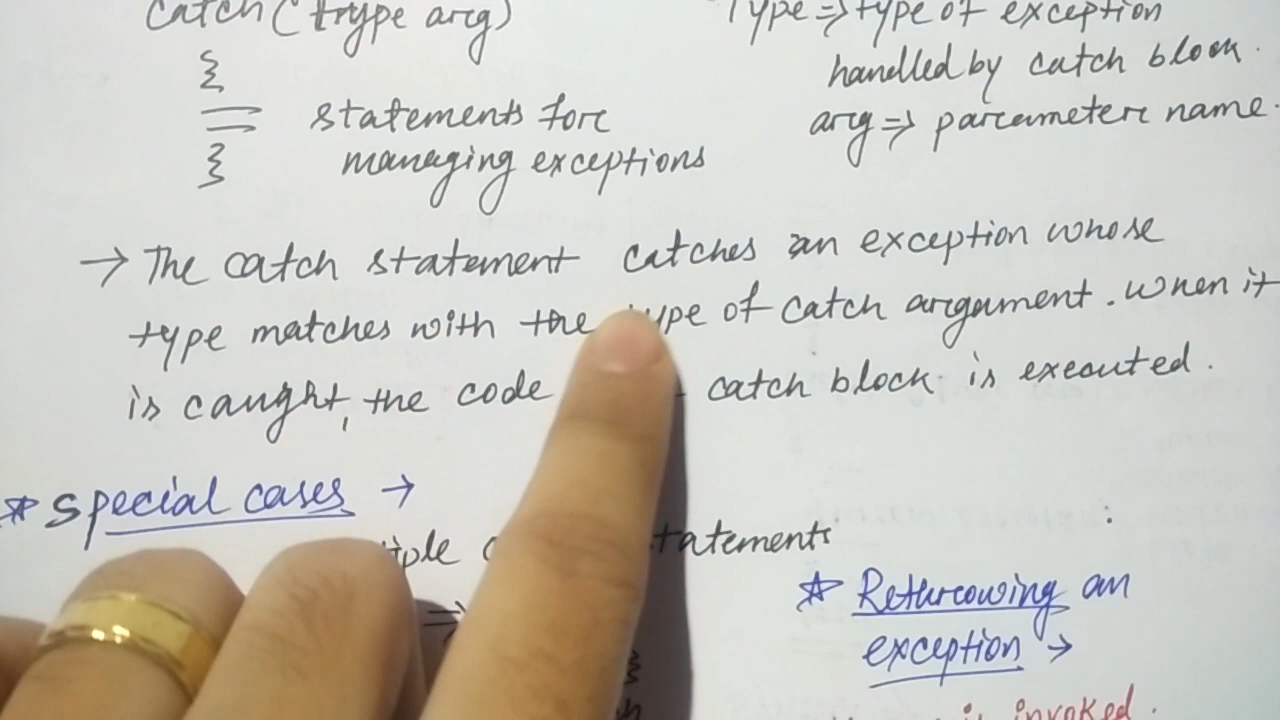 catch(type arg)
{
statements for
managing exceptions
}
Type => type of exception
handled by catch block.
arg => parameter name.
→ The catch statement catches an exception whose
type matches with the type of catch argument. When it
is caught, the code catch block is executed.
* Special cases →
statements
* Rethrowing an
exception →
is invoked.